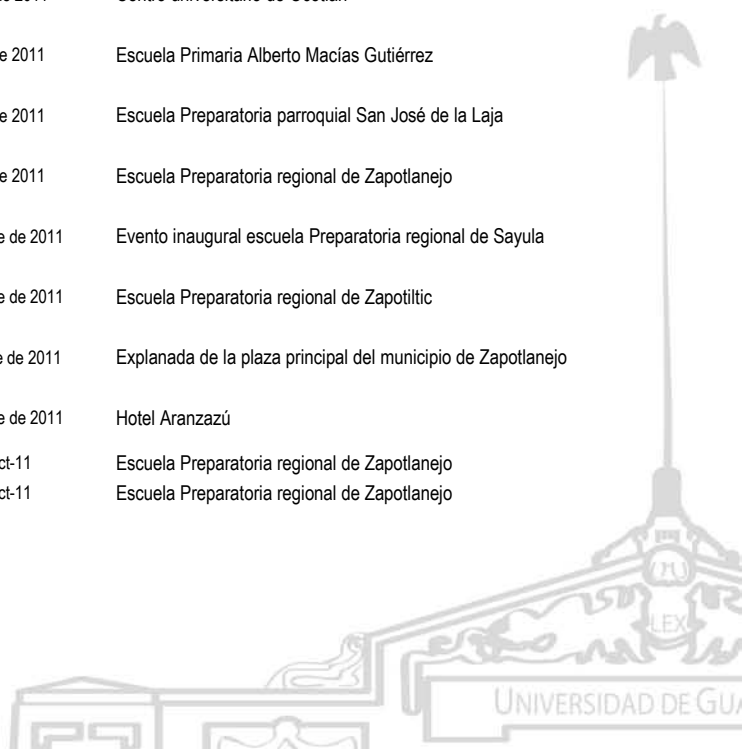 e 2011 Escuela Primaria Alberto Macías Gutiérrez
e 2011 Escuela Preparatoria parroquial San José de la Laja
e 2011 Escuela Preparatoria regional de Zapotlanejo
e de 2011 Evento inaugural escuela Preparatoria regional de Sayula
e de 2011 Escuela Preparatoria regional de Zapotiltic
e de 2011 Explanada de la plaza principal del municipio de Zapotlanejo
e de 2011 Hotel Aranzazú
ct-11 Escuela Preparatoria regional de Zapotlanejo
ct-11 Escuela Preparatoria regional de Zapotlanejo
LEX
UNIVERSIDAD DE GUA